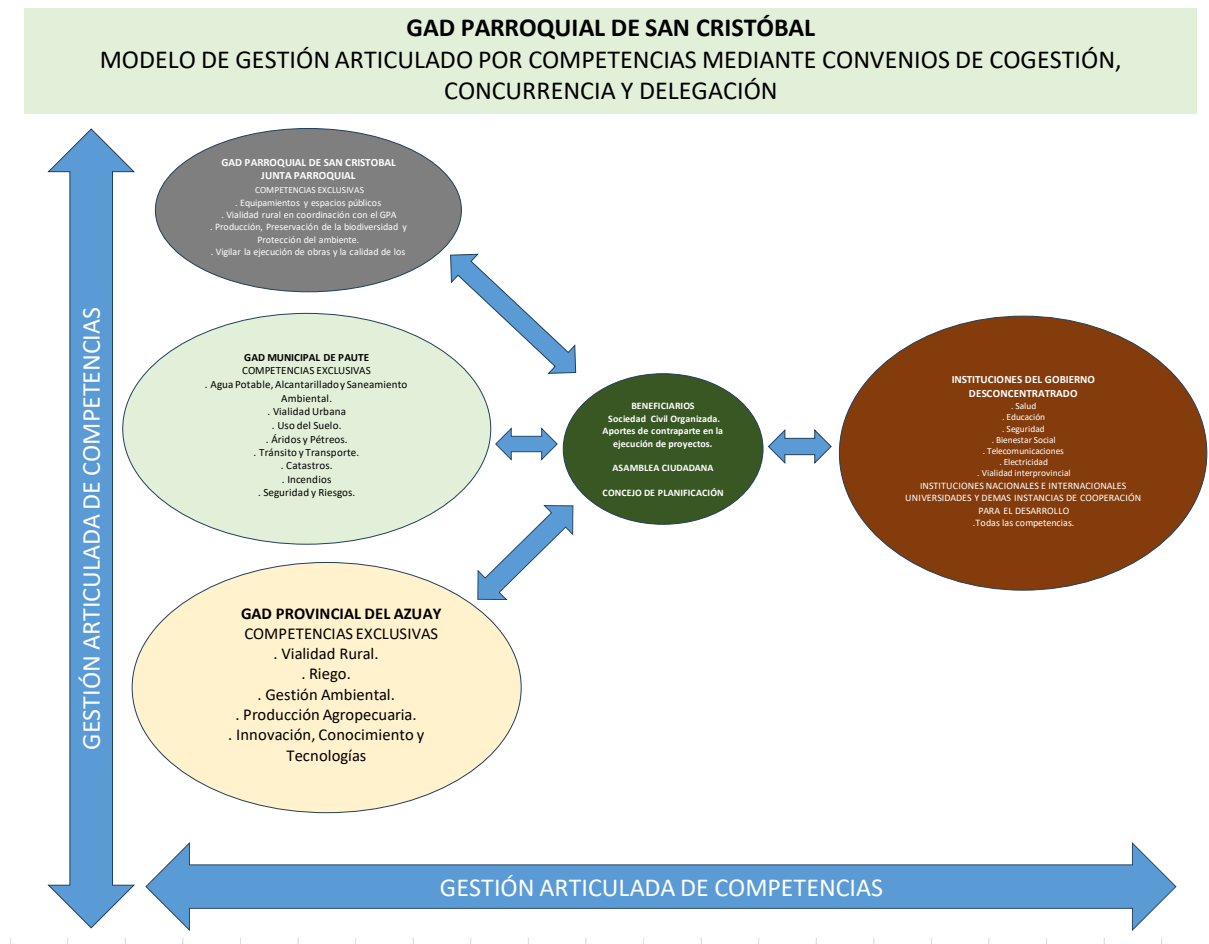 GAD PARROQUIAL DE SAN CRISTÓBAL
MODELO DE GESTIÓN ARTICULADO POR COMPETENCIAS MEDIANTE CONVENIOS DE COGESTIÓN,
CONCURRENCIA Y DELEGACIÓN
GESTIÓN ARTICULADA DE COMPETENCIAS
GAD PARROQUIAL DE SAN CRISTOBAL
JUNTA PARROQUIAL
COMPETENCIAS EXCLUSIVAS
. Equipamientos y espacios públicos
. Vialidad rural en coordinación con el GPA
. Producción, Preservación de la biodiversidad y
Protección del ambiente.
. Vigilar la ejecución de obras y la calidad de los
GAD MUNICIPAL DE PAUTE
COMPETENCIAS EXCLUSIVAS
. Agua Potable, Alcantarillado y Saneamiento
Ambiental.
. Vialidad Urbana
. Uso del Suelo.
. Áridos y Pétreos.
. Tránsito y Transporte.
. Catastros.
. Incendios
. Seguridad y Riesgos.
GAD PROVINCIAL DEL AZUAY
COMPETENCIAS EXCLUSIVAS
. Vialidad Rural.
. Riego.
. Gestión Ambiental.
. Producción Agropecuaria.
. Innovación, Conocimiento y
Tecnologías
BENEFICIARIOS
Sociedad Civil Organizada.
Aportes de contraparte en la
ejecución de proyectos.
ASAMBLEA CIUDADANA
CONCEJO DE PLANIFICACIÓN
INSTITUCIONES DEL GOBIERNO
DESCONCENTRATRADO
. Salud
. Educación
. Seguridad
. Bienestar Social
. Telecomunicaciones
. Electricidad
. Vialidad interprovincial
INSTITUCIONES NACIONALES E INTERNACIONALES
UNIVERSIDADES Y DEMAS INSTANCIAS DE COOPERACIÓN
PARA EL DESARROLLO
.Todas las competencias.
GESTIÓN ARTICULADA DE COMPETENCIAS